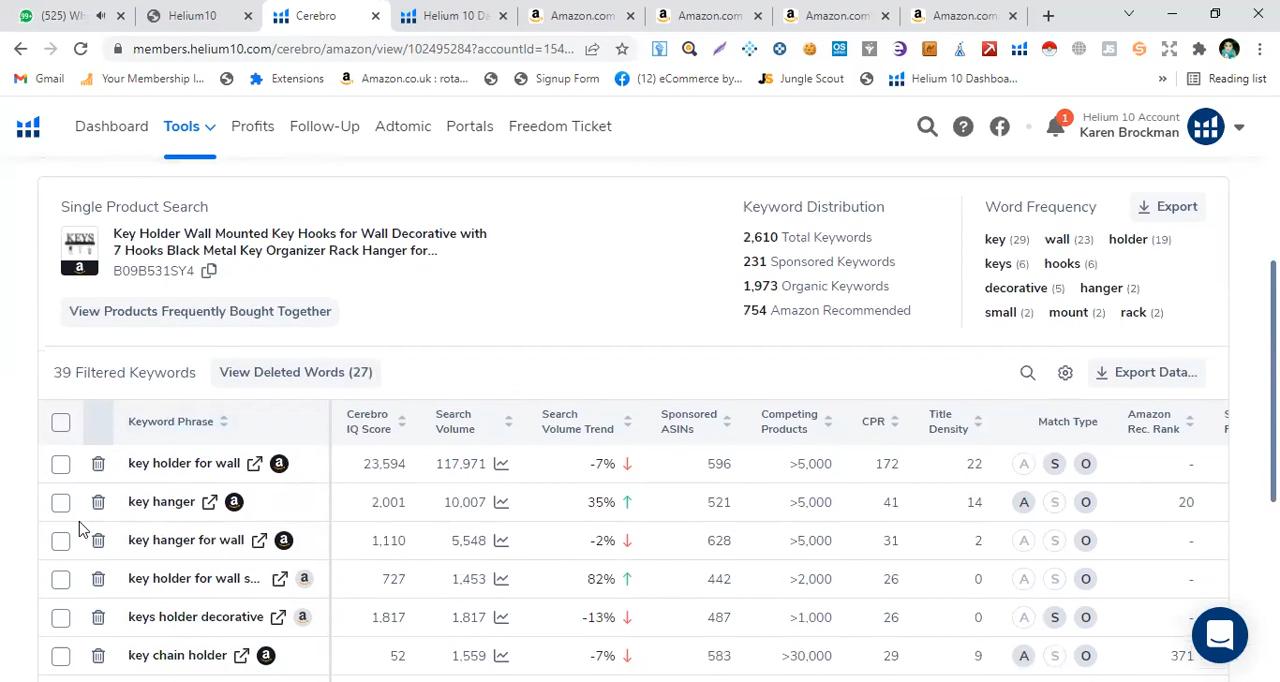 (525) Wh
Helium10
Cerebro
Helium 10 Da
Amazon.com
Amazon.com
Amazon.com
Amazon.com
members.helium10.com/cerebro/amazon/view/102495284?accountId=154...
Gmail
Your Membership I...
Extensions
Amazon.co.uk : rota...
Signup Form
(12) eCommerce by...
Jungle Scout
Helium 10 Dashboa...
Reading list
Dashboard Tools Profits Follow-Up Adtomic Portals Freedom Ticket
1
Helium 10 Account
Karen Brockman
Single Product Search
Key Holder Wall Mounted Key Hooks for Wall Decorative with
7 Hooks Black Metal Key Organizer Rack Hanger for...
B09B531SY4
View Products Frequently Bought Together
Keyword Distribution
2,610 Total Keywords
231 Sponsored Keywords
1,973 Organic Keywords
754 Amazon Recommended
Word Frequency
Export
key (29) wall (23) holder (19)
keys (6) hooks (6)
decorative (5) hanger (2)
small (2) mount (2) rack (2)
39 Filtered Keywords
View Deleted Words (27)
Export Data...
Keyword Phrase
Cerebro
IQ Score
Search
Volume
Search
Volume Trend
Sponsored
ASINs
Competing
Products
CPR
Title
Density
Match Type
Amazon
Rec. Rank
key holder for wall 23,594 117,971 -7% 596 >5,000 172 22 A S O -
key hanger 2,001 10,007 35% 521 >5,000 41 14 A S O 20
key hanger for wall 1,110 5,548 -2% 628 >5,000 31 2 A S O -
key holder for wall s... 727 1,453 82% 442 >2,000 26 0 A S O -
keys holder decorative 1,817 1,817 -13% 487 >1,000 26 0 A S O -
key chain holder 52 1,559 -7% 583 >30,000 29 9 A S O 371